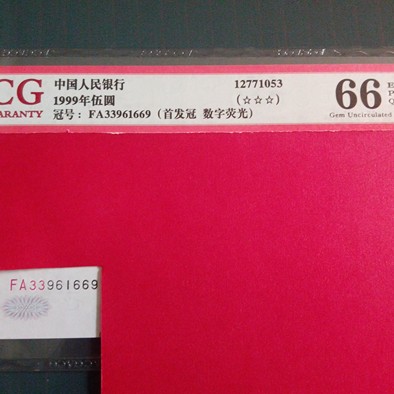 CG
ARANTY
中国人民银行 12771053
1999年伍圆 (☆☆☆)
冠号: FA33961669 (首发冠 数字荧光)
66
E
P
Q
Gem Uncirculated
FA33961669